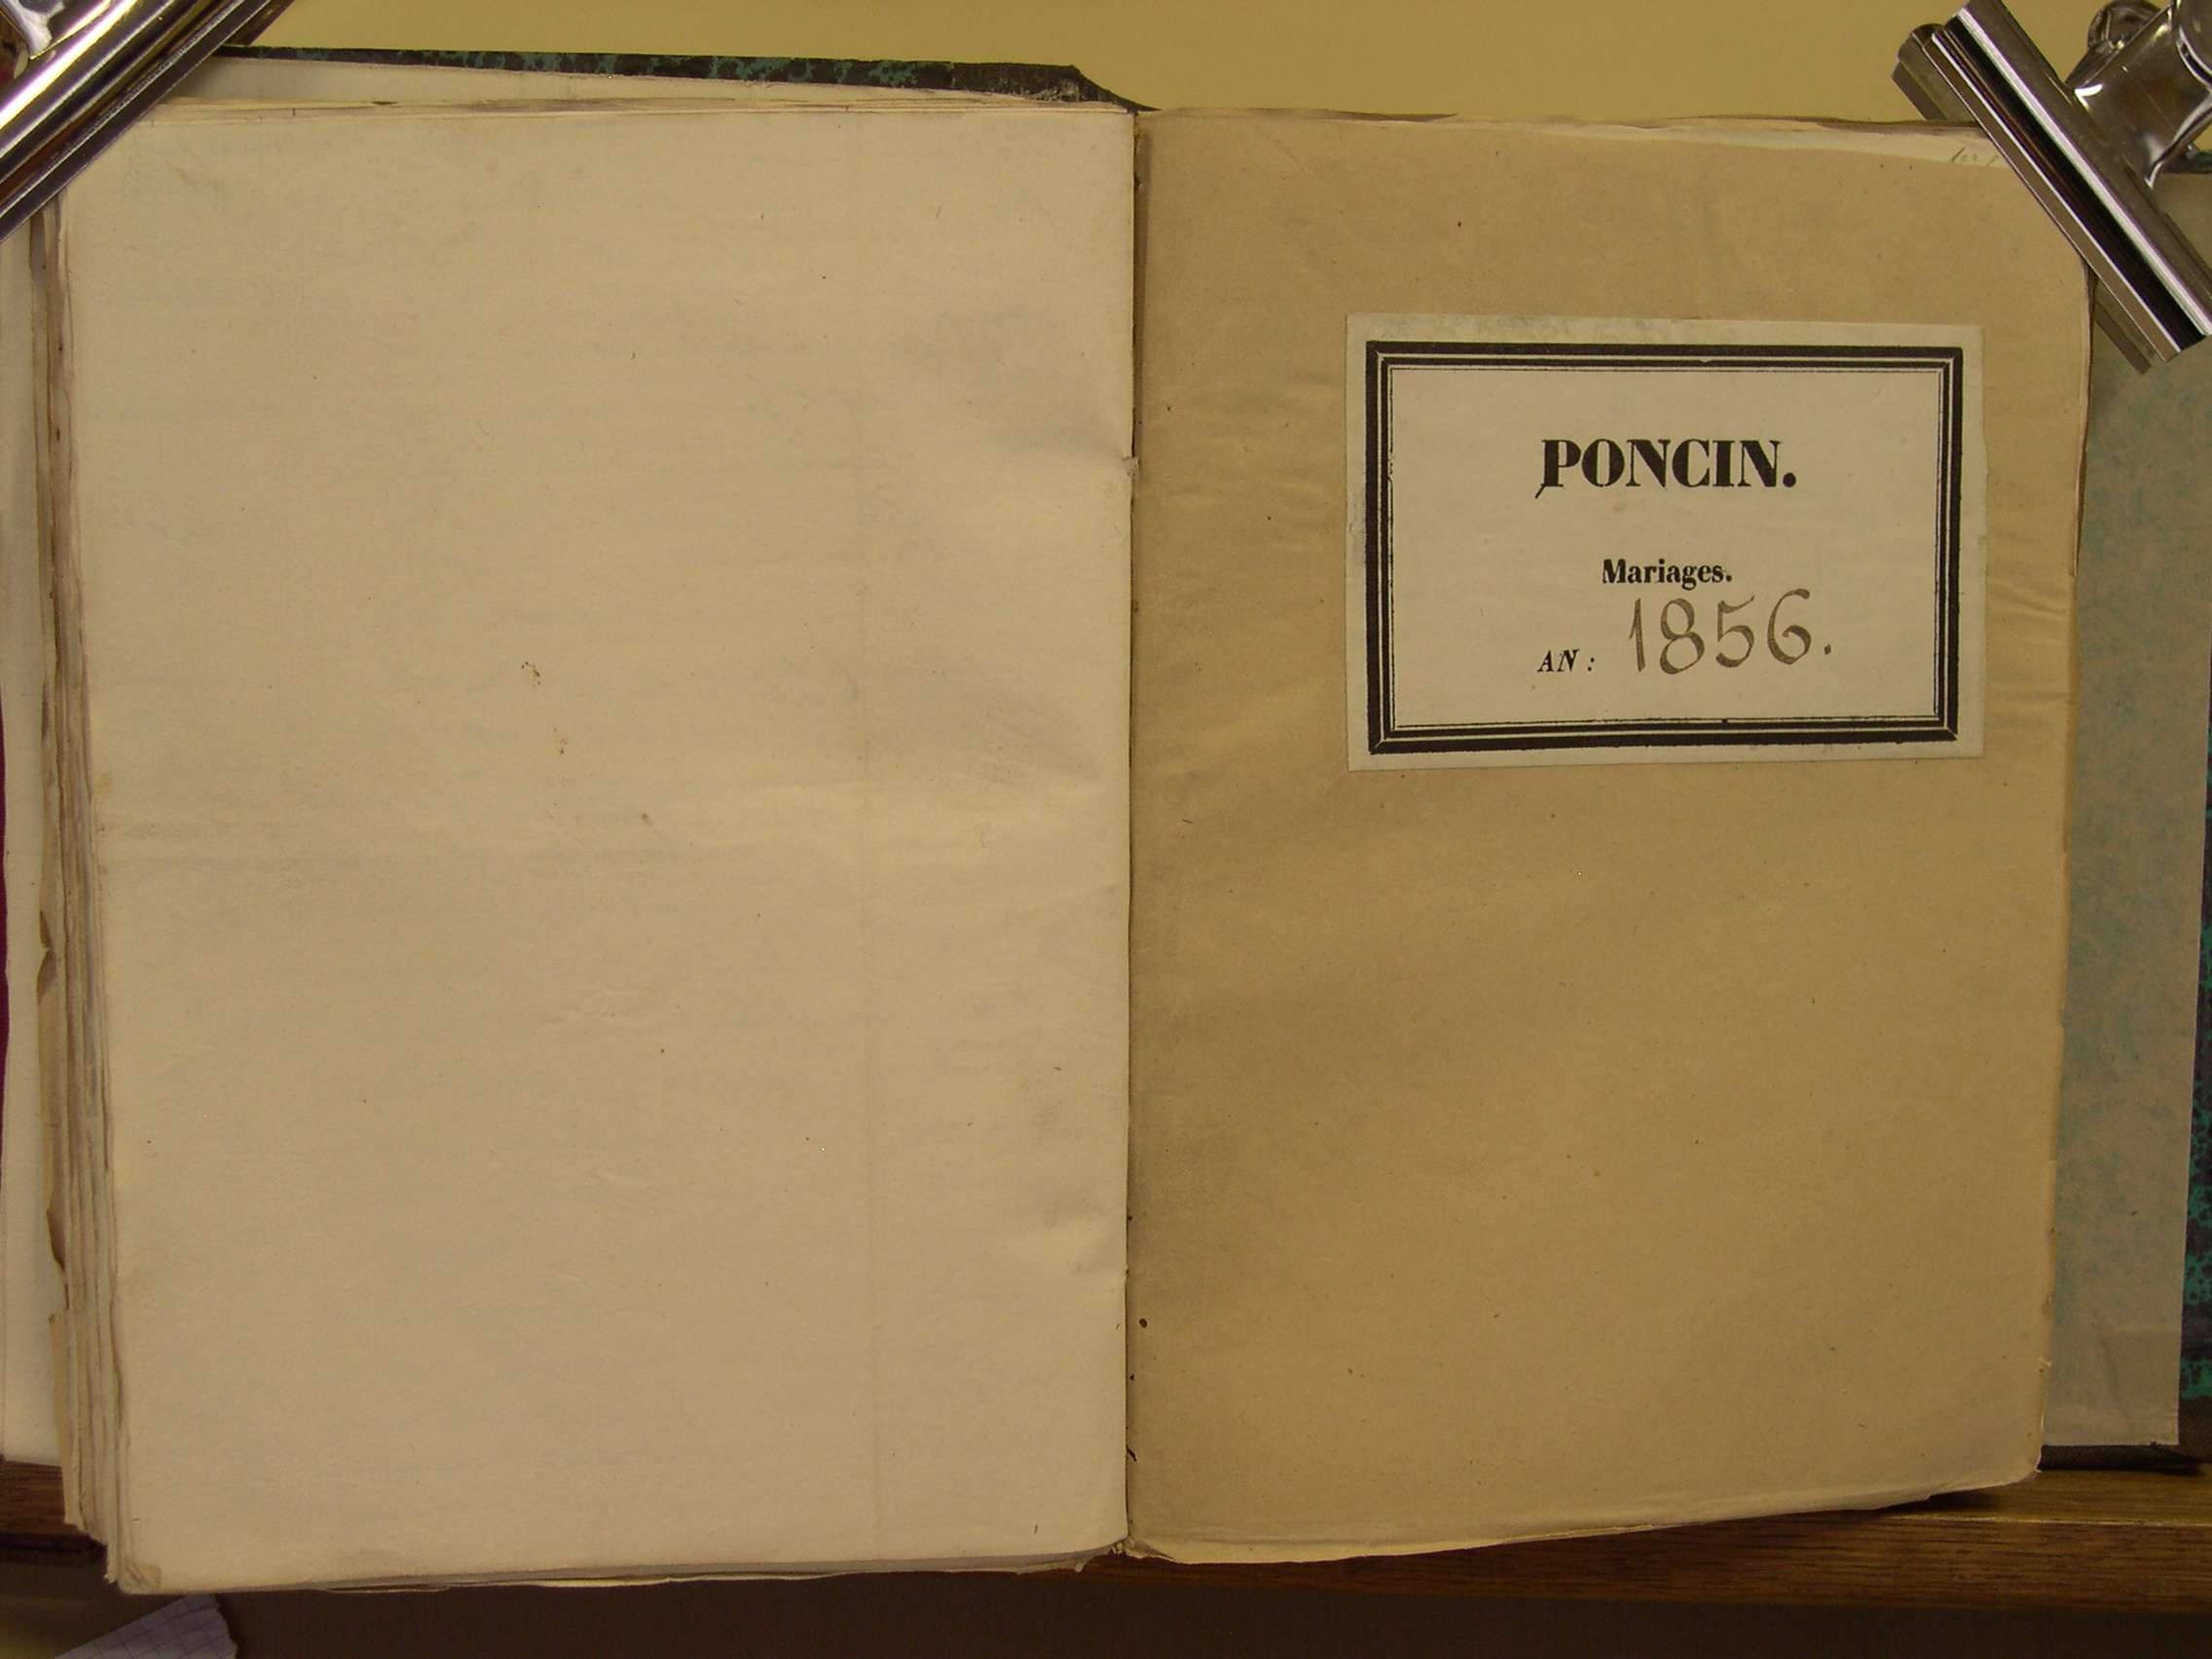 PONCIN.
Mariages.
AN: 1856.